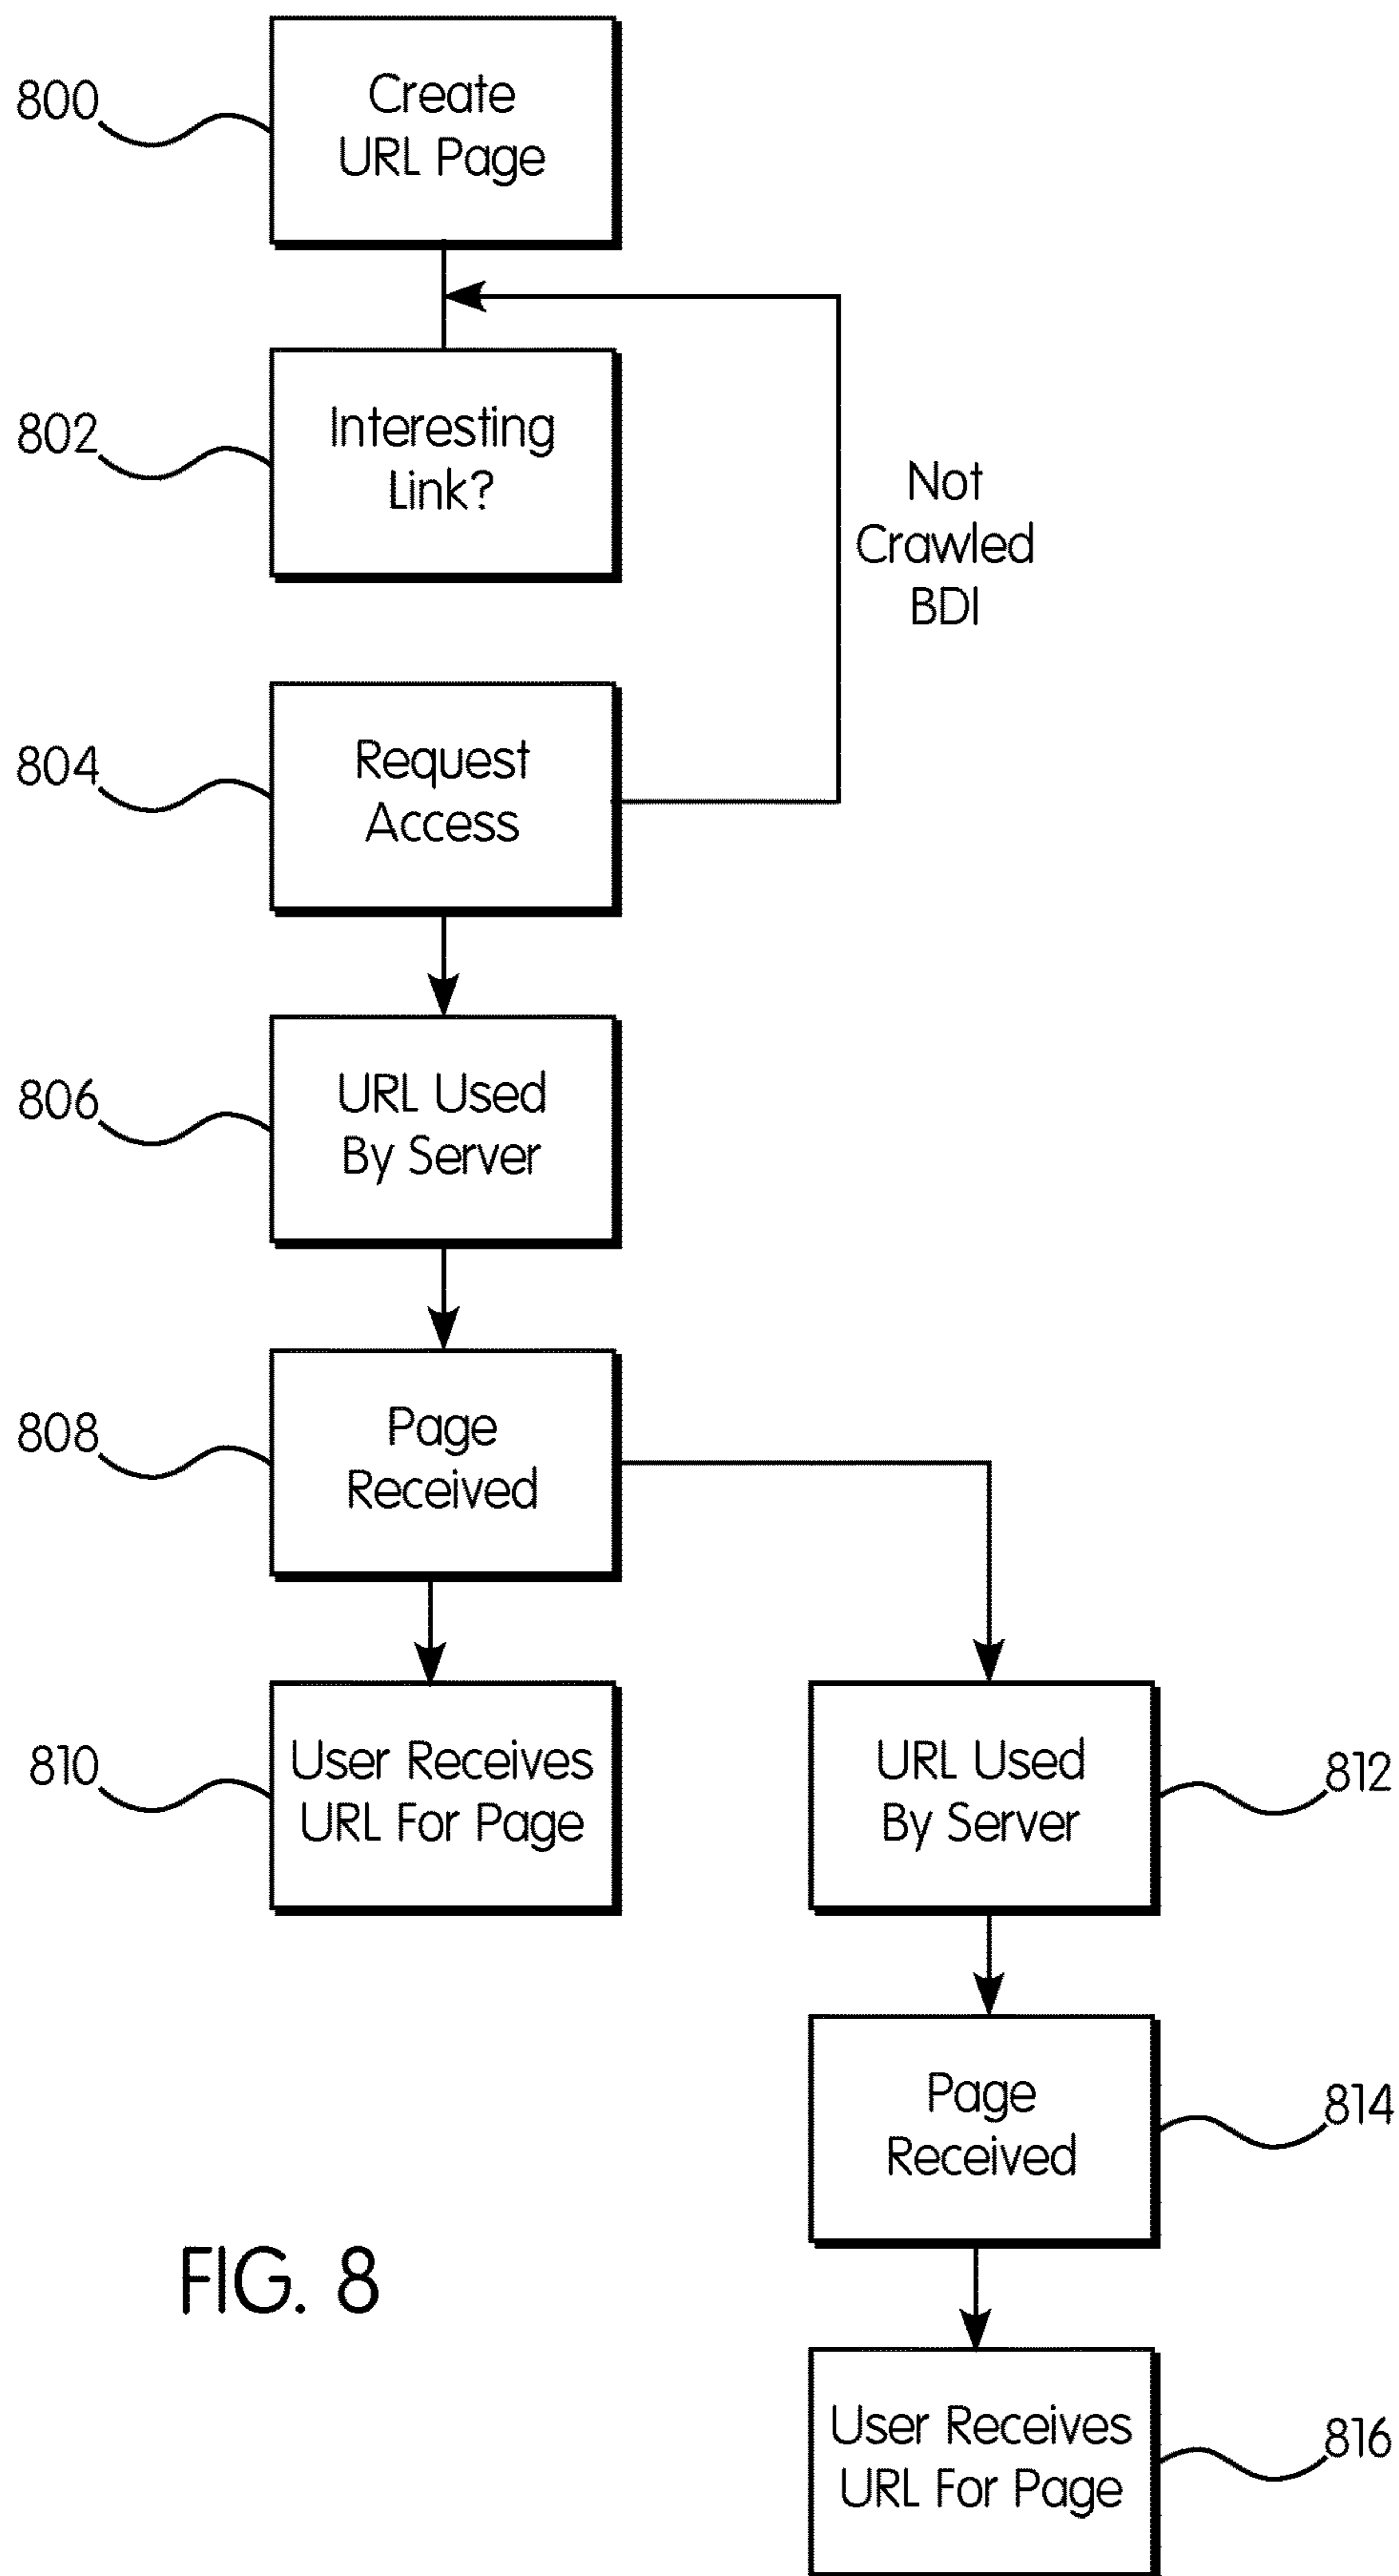 800
Create
URL Page
802
Interesting
Link?
Not
Crawled
BDI
804
Request
Access
806
URL Used
By Server
808
Page
Received
810
User Receives
URL For Page
URL Used
By Server
812
Page
Received
814
FIG. 8
User Receives
URL For Page
816